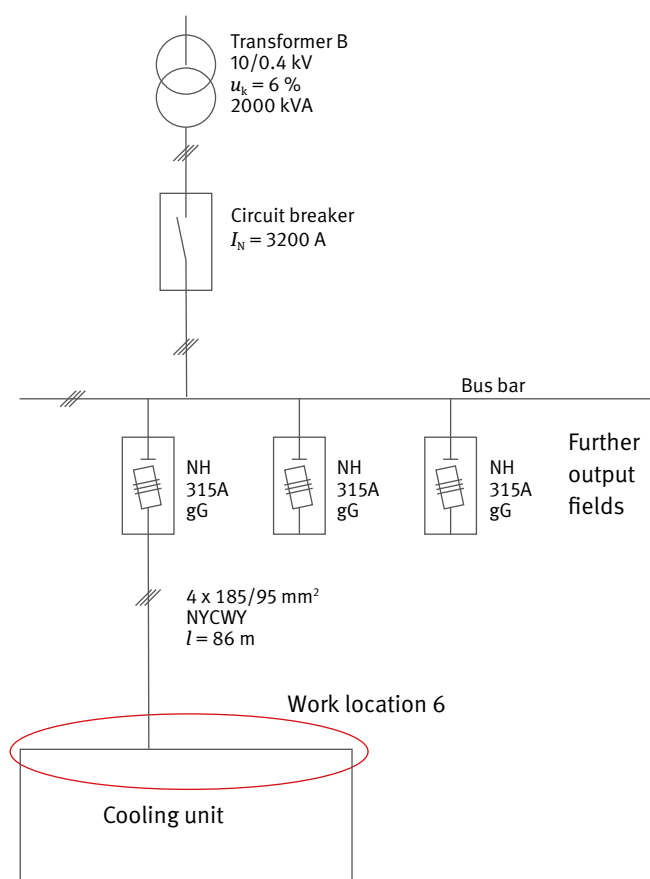 Transformer B
10/0.4 kV
uk = 6 %
2000 kVA
Circuit breaker
IN = 3200 A
Bus bar
NH
315A
gG
NH
315A
gG
NH
315A
gG
Further
output
fields
4 x 185/95 mm²
NYCWY
l = 86 m
Work location 6
Cooling unit